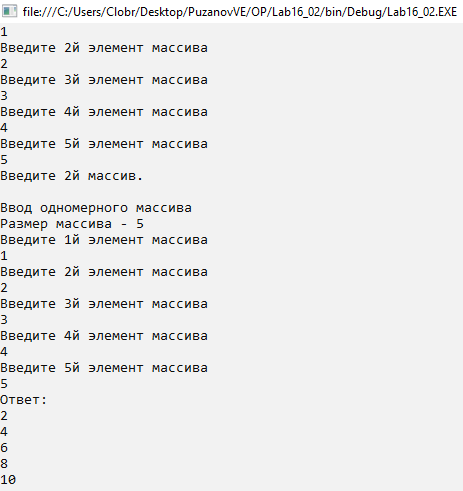 file:///C:/Users/Clobr/Desktop/PuzanovVE/OP/Lab16_02/bin/Debug/Lab16_02.EXE
1
Введите 2й элемент массива
2
Введите 3й элемент массива
3
Введите 4й элемент массива
4
Введите 5й элемент массива
5
Введите 2й массив.
Ввод одномерного массива
Размер массива - 5
Введите 1й элемент массива
1
Введите 2й элемент массива
2
Введите 3й элемент массива
3
Введите 4й элемент массива
4
Введите 5й элемент массива
5
Ответ:
2
4
6
8
10